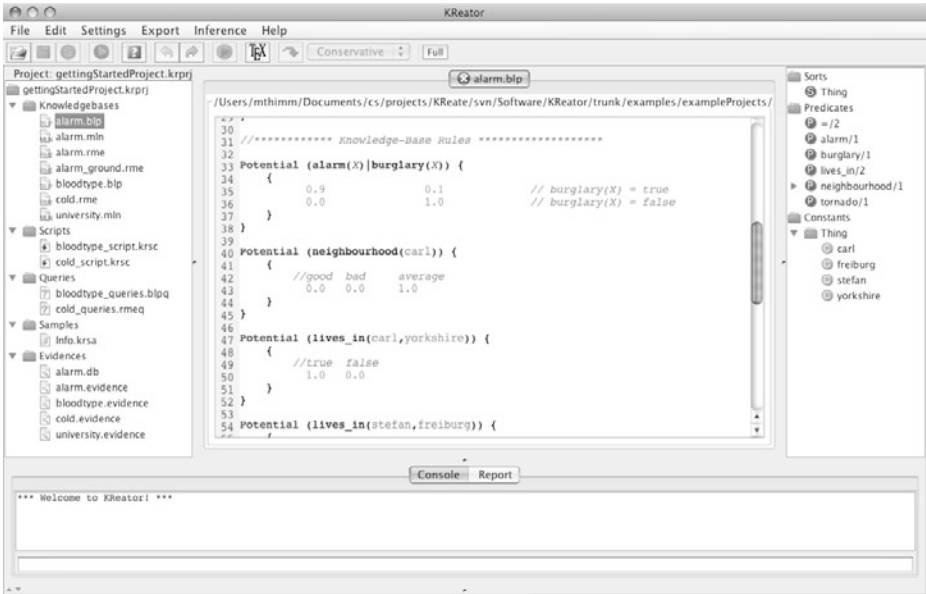 KReator
File Edit Settings Export Inference Help
TEX Conservative Full
Project: gettingStartedProject.krprj
gettingStartedProject.krprj
Knowledgebases
alarm.blp
alarm.mln
alarm.rme
alarm_ground.rme
bloodtype.blp
cold.rme
university.mln
Scripts
bloodtype_script.krsc
cold_script.krsc
Queries
bloodtype_queries.blpq
cold_queries.rmeq
Samples
Info.krsa
Evidences
alarm.db
alarm.evidence
bloodtype.evidence
cold.evidence
university.evidence
alarm.blp
/Users/mthimm/Documents/cs/projects/KReate/svn/Software/KReator/trunk/examples/exampleProjects/
30
31 //************ Knowledge-Base Rules *******************
32
33 Potential (alarm(X)|burglary(X)) {
34 {
35 0.9 0.1 // burglary(X) = true
36 0.0 1.0 // burglary(X) = false
37 }
38 }
39
40 Potential (neighbourhood(carl)) {
41 {
42 //good bad average
43 0.0 0.0 1.0
44 }
45 }
46
47 Potential (lives_in(carl,yorkshire)) {
48 {
49 //true false
50 1.0 0.0
51 }
52 }
53
54 Potential (lives_in(stefan,freiburg)) {
Sorts
S Thing
Predicates
P =/2
P alarm/1
P burglary/1
P lives_in/2
P neighbourhood/1
P tornado/1
Constants
Thing
carl
freiburg
stefan
yorkshire
Console Report
*** Welcome to KReator! ***